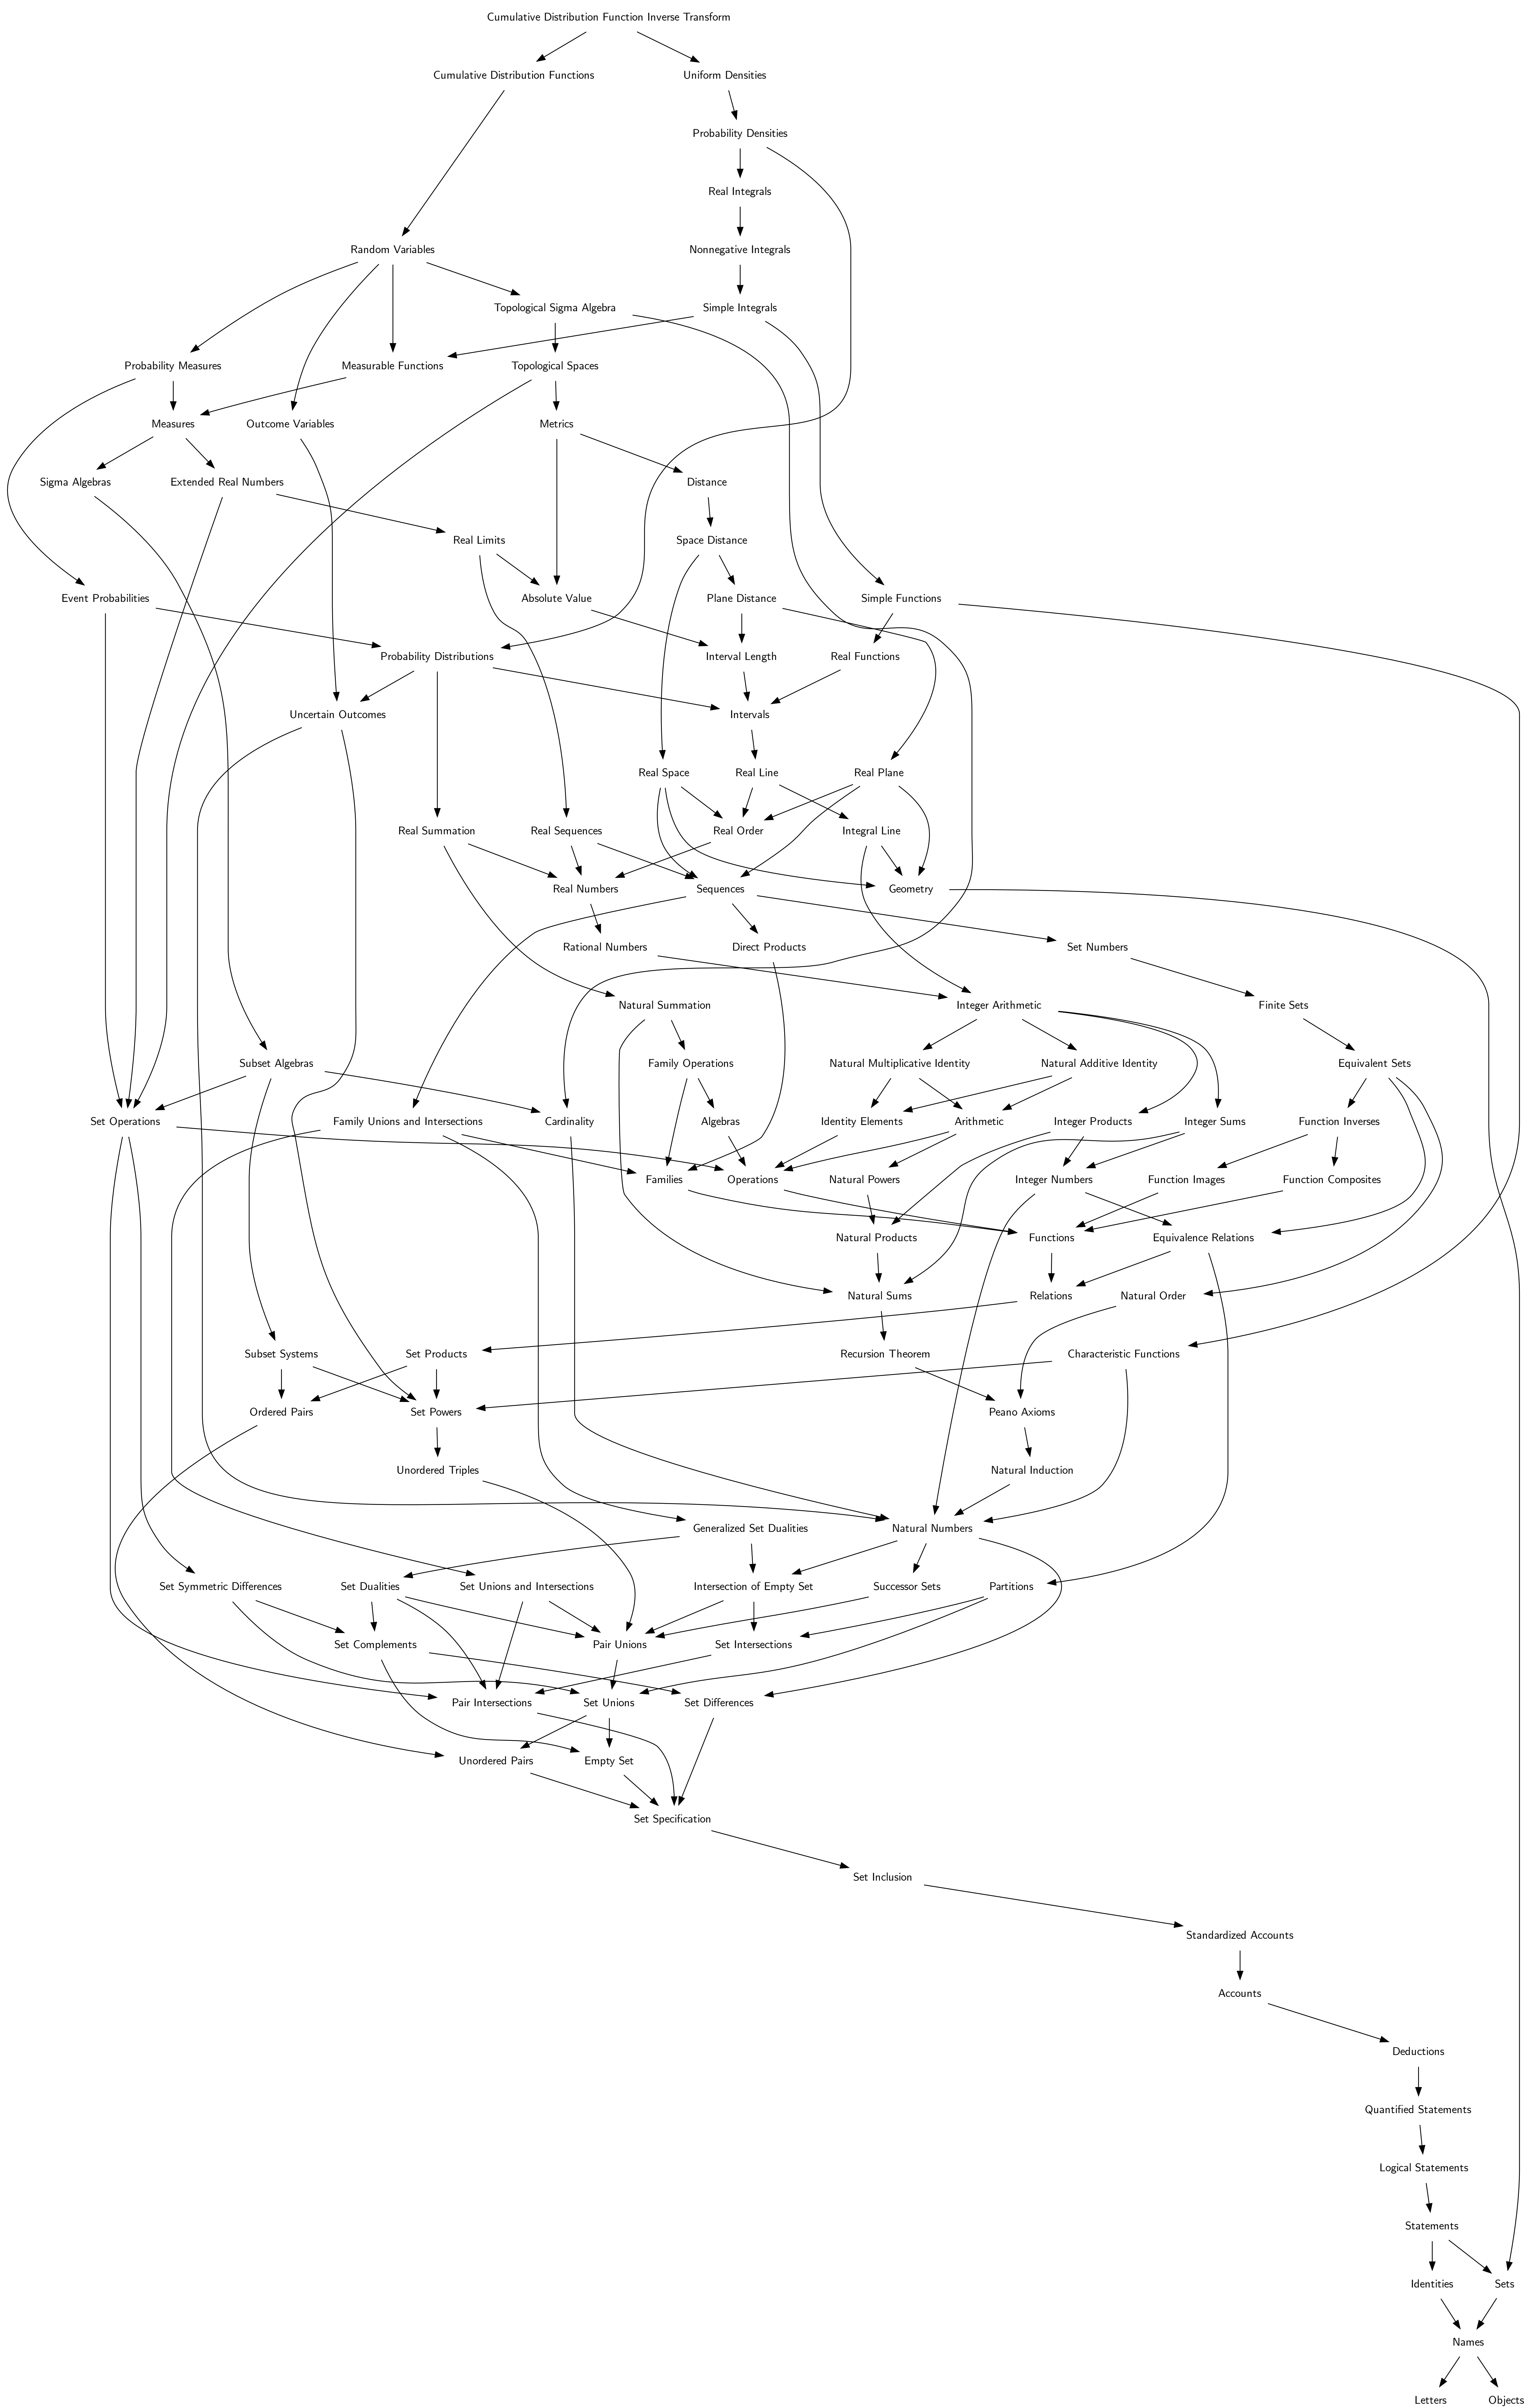 Cumulative Distribution Function Inverse Transform
Cumulative Distribution Functions
Uniform Densities
Probability Densities
Real Integrals
Random Variables
Nonnegative Integrals
Topological Sigma Algebra
Simple Integrals
Probability Measures
Measurable Functions
Topological Spaces
Measures
Outcome Variables
Metrics
Sigma Algebras
Extended Real Numbers
Distance
Real Limits
Space Distance
Event Probabilities
Absolute Value
Plane Distance
Simple Functions
Probability Distributions
Interval Length
Real Functions
Uncertain Outcomes
Intervals
Real Space
Real Line
Real Plane
Real Summation
Real Sequences
Real Order
Integral Line
Real Numbers
Sequences
Geometry
Rational Numbers
Direct Products
Set Numbers
Natural Summation
Integer Arithmetic
Finite Sets
Subset Algebras
Family Operations
Natural Multiplicative Identity
Natural Additive Identity
Equivalent Sets
Set Operations
Family Unions and Intersections
Cardinality
Algebras
Identity Elements
Arithmetic
Integer Products
Integer Sums
Function Inverses
Families
Operations
Natural Powers
Integer Numbers
Function Images
Function Composites
Natural Products
Functions
Equivalence Relations
Natural Sums
Relations
Natural Order
Subset Systems
Set Products
Recursion Theorem
Characteristic Functions
Ordered Pairs
Set Powers
Peano Axioms
Unordered Triples
Natural Induction
Generalized Set Dualities
Natural Numbers
Set Symmetric Differences
Set Dualities
Set Unions and Intersections
Intersection of Empty Set
Successor Sets
Partitions
Set Complements
Pair Unions
Set Intersections
Pair Intersections
Set Unions
Set Differences
Unordered Pairs
Empty Set
Set Specification
Set Inclusion
Standardized Accounts
Accounts
Deductions
Quantified Statements
Logical Statements
Statements
Identities
Sets
Names
Letters
Objects